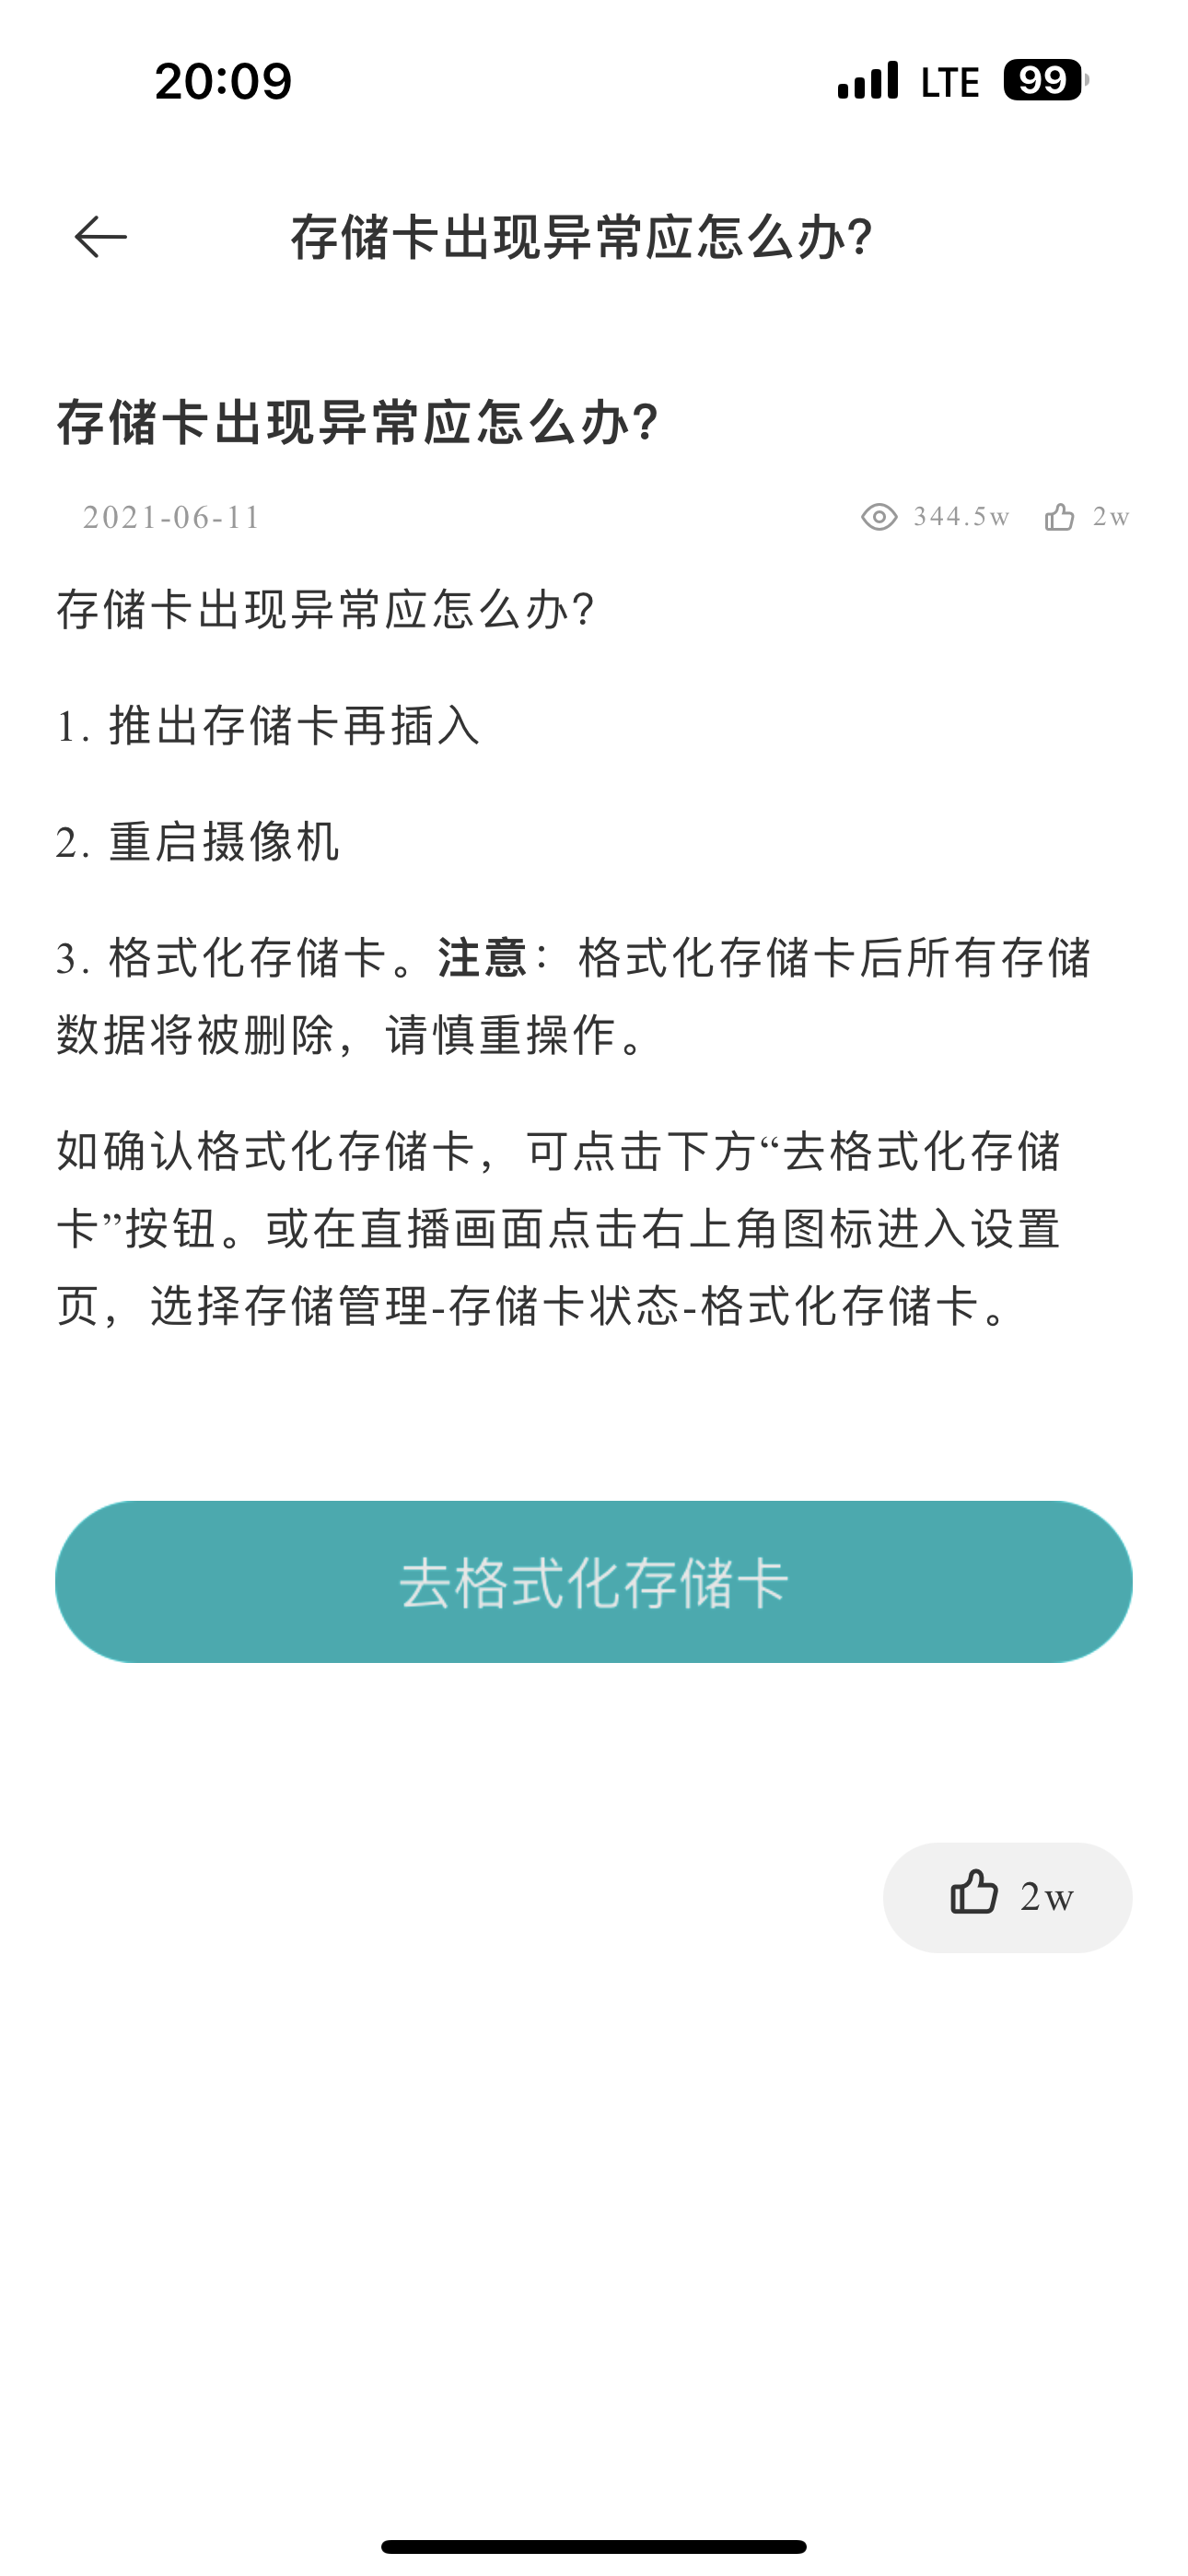 20:09 LTE 99
存储卡出现异常应怎么办?
存储卡出现异常应怎么办?
2021-06-11 344.5w 2w
存储卡出现异常应怎么办?
1. 推出存储卡再插入
2. 重启摄像机
3. 格式化存储卡。注意：格式化存储卡后所有存储
数据将被删除，请慎重操作。
如确认格式化存储卡，可点击下方“去格式化存储
卡”按钮。或在直播画面点击右上角图标进入设置
页，选择存储管理-存储卡状态-格式化存储卡。
去格式化存储卡
2w